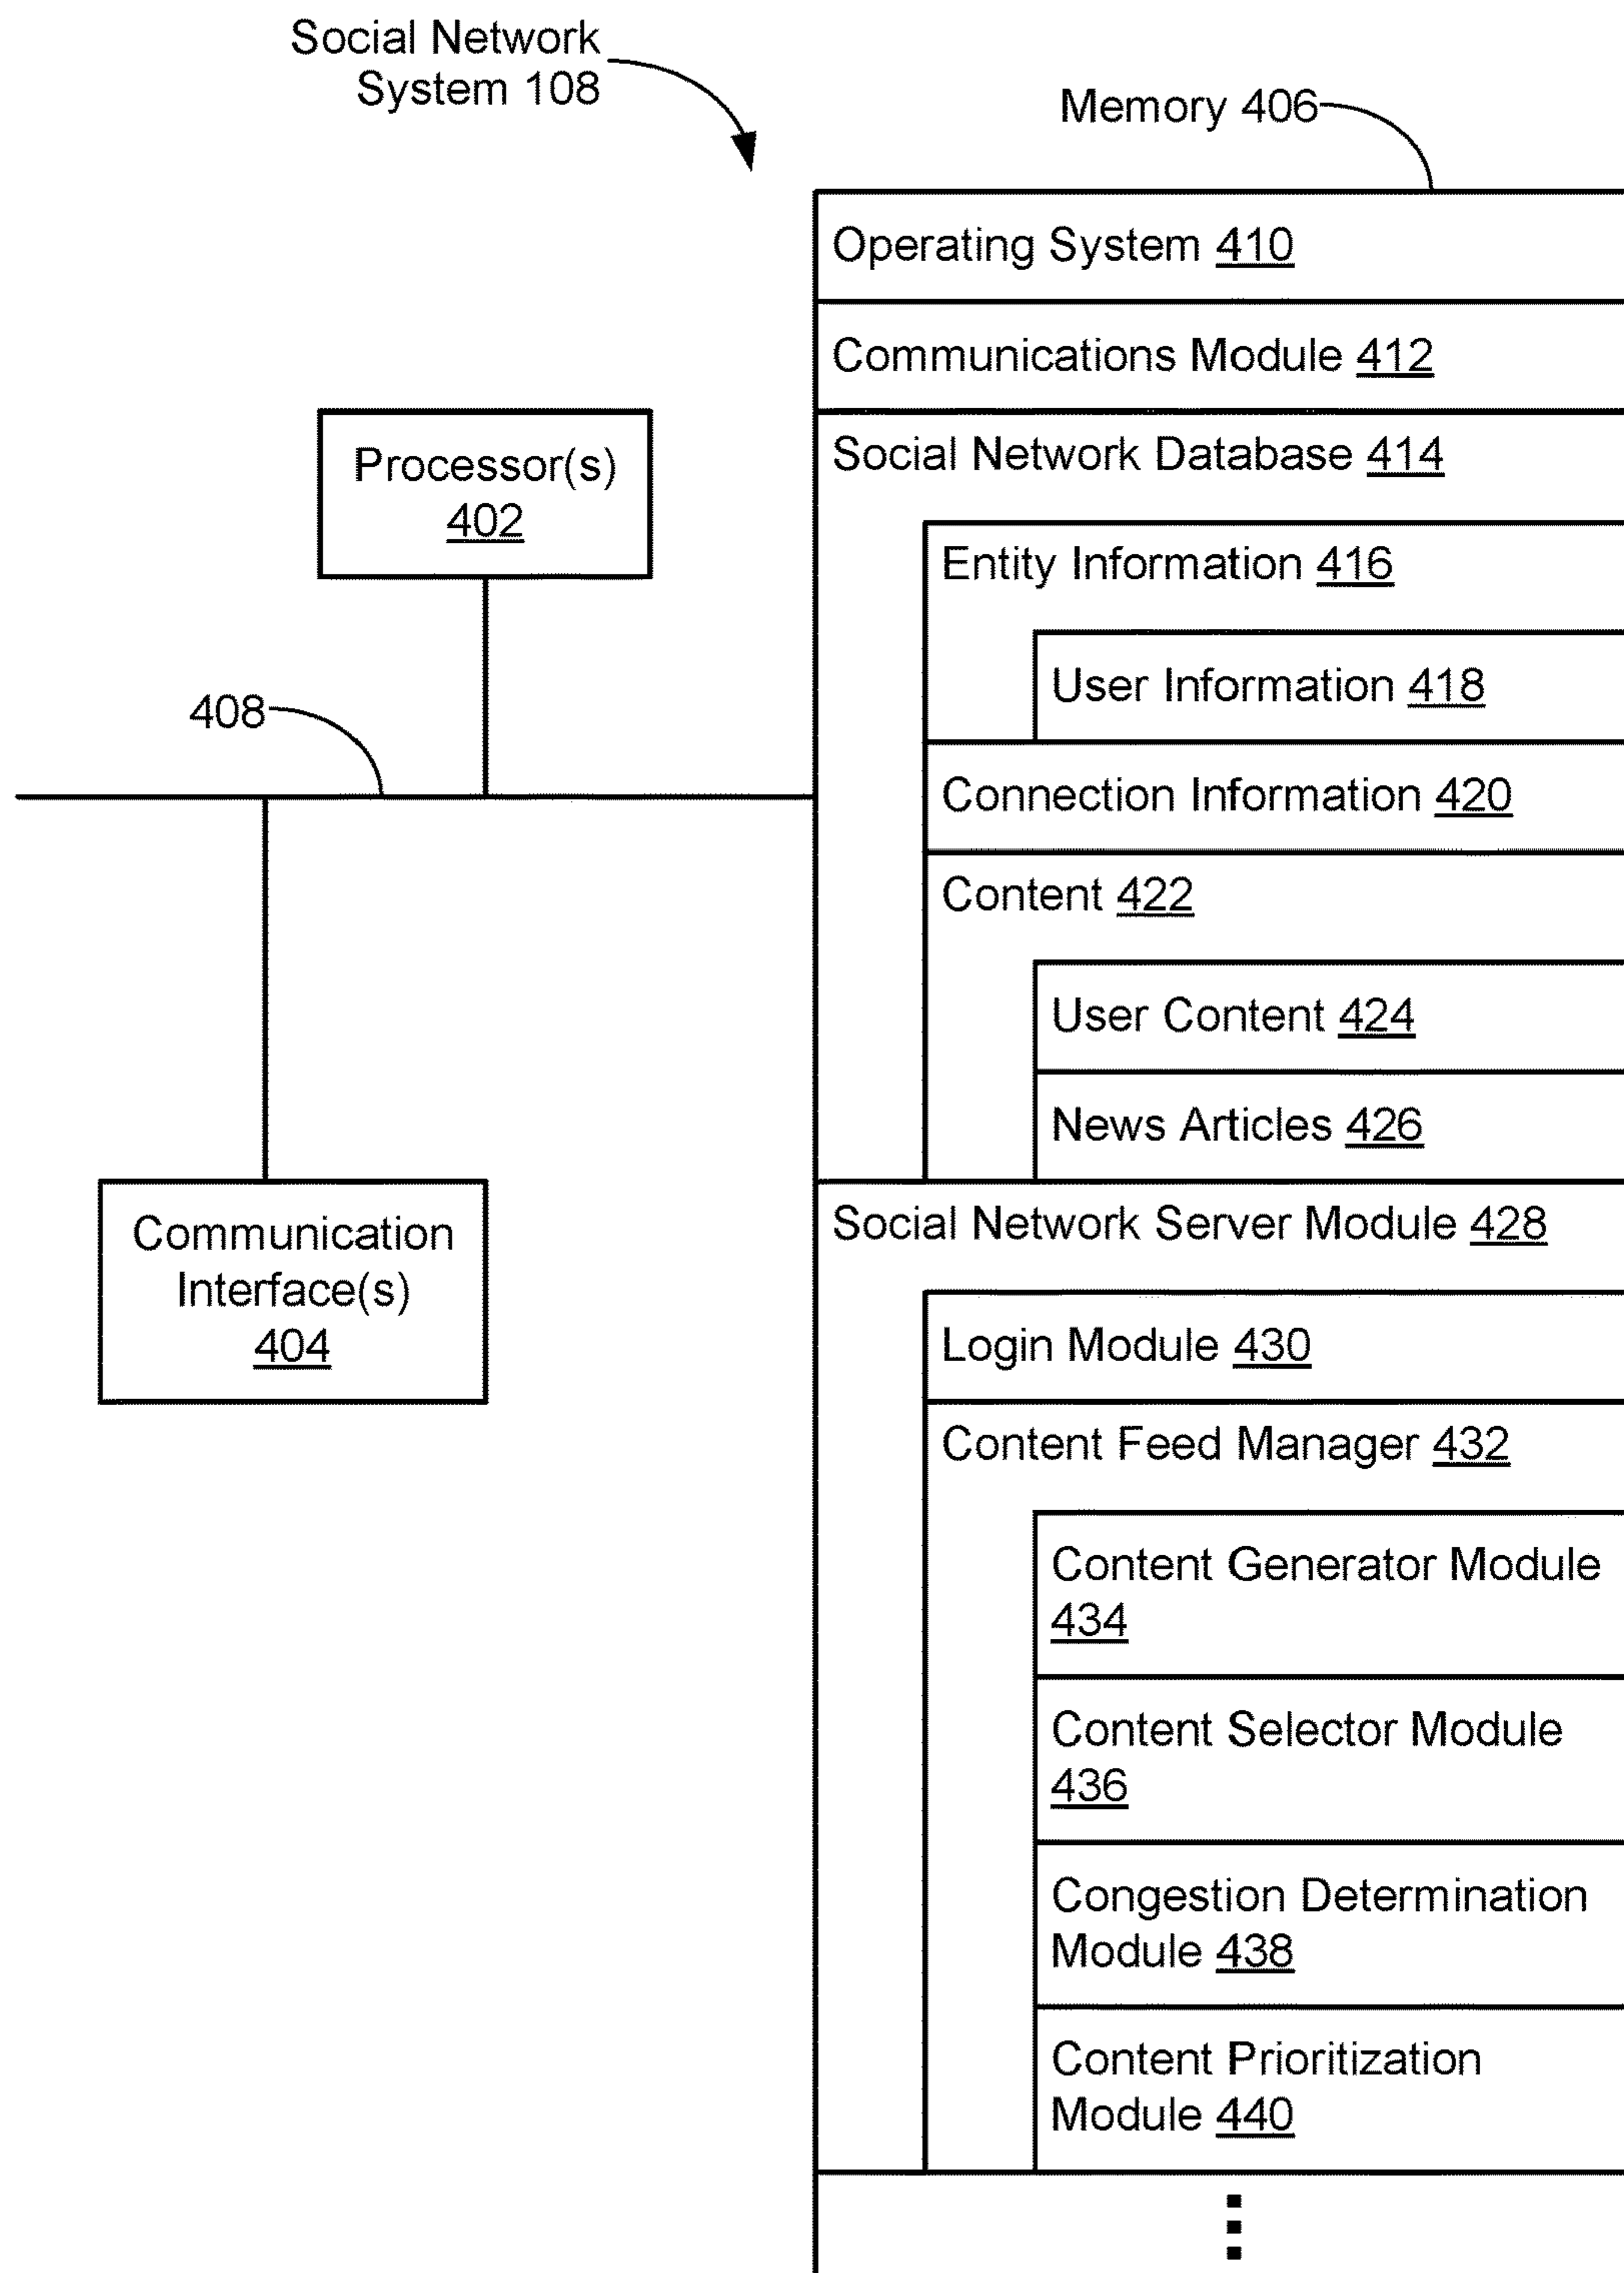 Social Network
System 108
Memory 406
Operating System 410
Communications Module 412
Processor(s)
402
Social Network Database 414
Entity Information 416
User Information 418
408
Connection Information 420
Content 422
User Content 424
News Articles 426
Communication
Interface(s)
404
Social Network Server Module 428
Login Module 430
Content Feed Manager 432
Content Generator Module
434
Content Selector Module
436
Congestion Determination
Module 438
Content Prioritization
Module 440